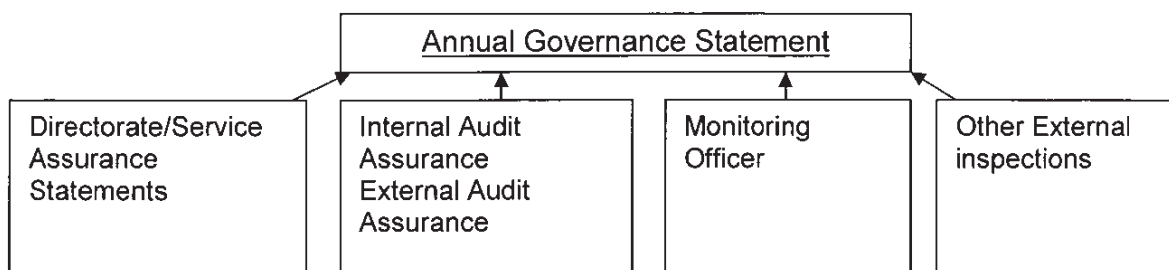 Annual Governance Statement
Directorate/Service
Assurance
Statements
Internal Audit
Assurance
External Audit
Assurance
Monitoring
Officer
Other External
inspections